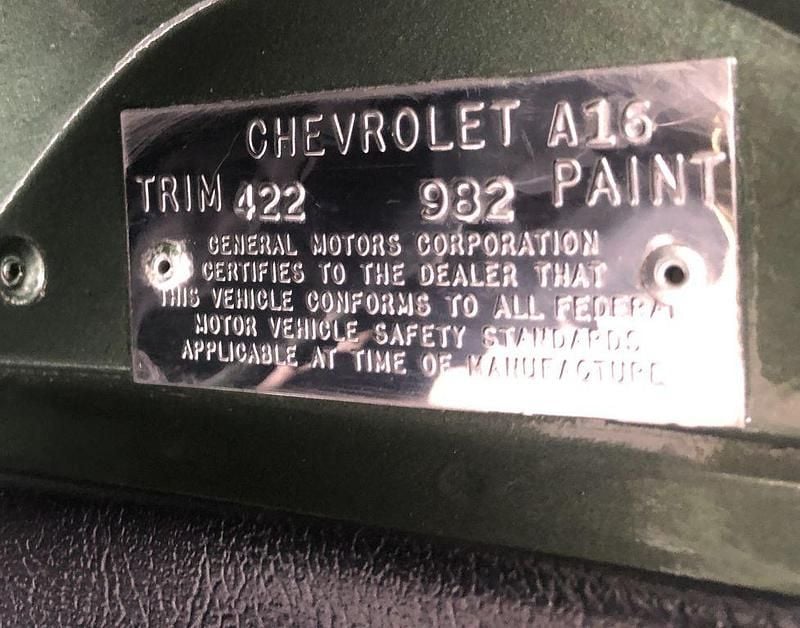 CHEVROLET A16
TRIM 422 982 PAINT
GENERAL MOTORS CORPORATION
CERTIFIES TO THE DEALER THAT
THIS VEHICLE CONFORMS TO ALL FEDERAL
MOTOR VEHICLE SAFETY STANDARDS
APPLICABLE AT TIME OF MANUFACTURE